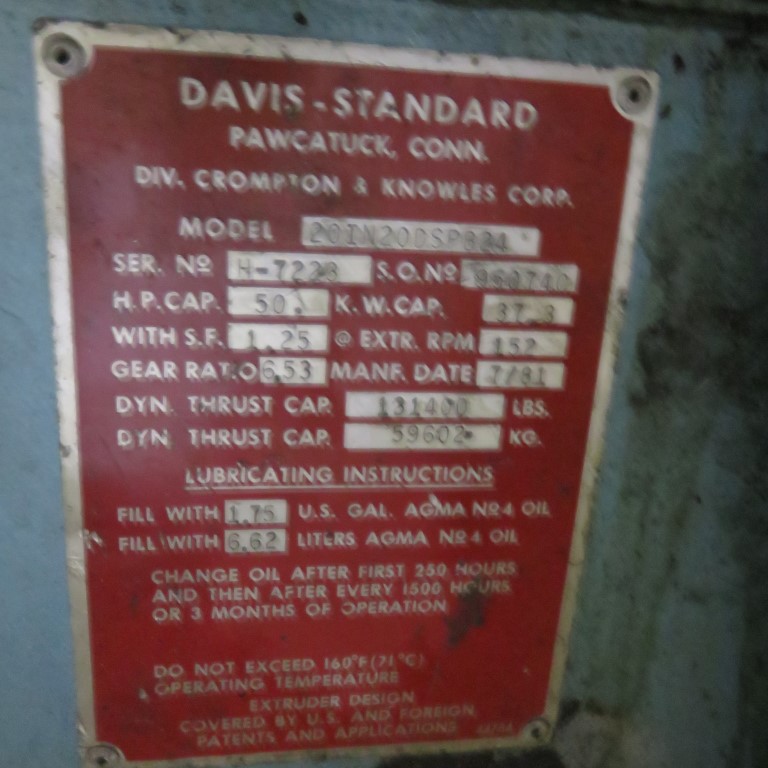 DAVIS-STANDARD
PAWCATUCK, CONN.
DIV. CROMPTON & KNOWLES CORP.
MODEL
SER. Nº H-7223 S.O.Nº 960740
H.P. CAP. 50. K.W. CAP. 37.3
WITH S.F. 1.25 @ EXTR. RPM 152
GEAR RATIO 6.53 MANF. DATE 7/81
DYN. THRUST CAP. 131400 LBS.
DYN THRUST CAP. 59602 KG.
LUBRICATING INSTRUCTIONS
FILL WITH 1.75 U.S. GAL. AGMA Nº4 OIL
FILL WITH 6.62 LITERS AGMA Nº4 OIL
CHANGE OIL AFTER FIRST 250 HOURS
AND THEN AFTER EVERY 1500 HOURS
OR 3 MONTHS OF OPERATION
DO NOT EXCEED 160°F (71°C)
OPERATING TEMPERATURE
EXTRUDER DESIGN
COVERED BY U.S. AND FOREIGN
PATENTS AND APPLICATIONS